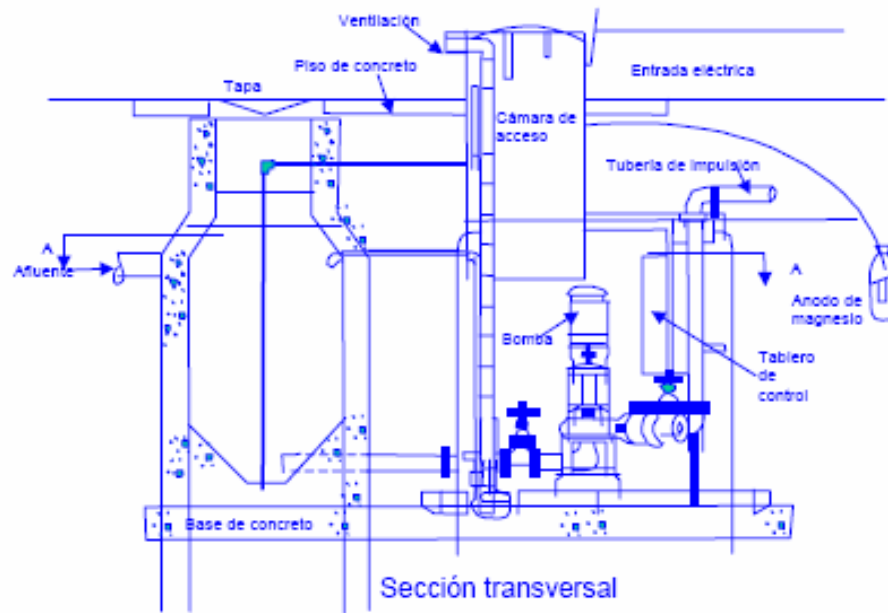 Ventilación
Piso de concreto
Entrada eléctrica
Tapa
Cámara de
acceso
Tubería de impulsión
A
Afluente
A
Anodo de
magnesio
Bomba
Tablero
de
control
Base de concreto
Sección transversal